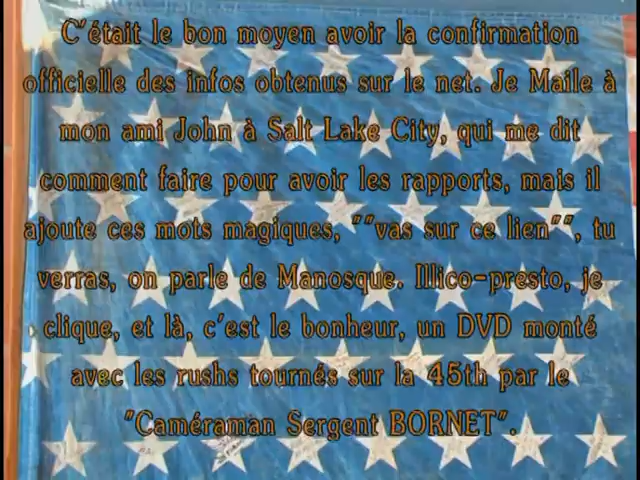 C'était le bon moyen avoir la confirmation
officielle des infos obtenus sur le net. Je Maile à
mon ami John à Salt Lake City, qui me dit
comment faire pour avoir les rapports, mais il
ajoute ces mots magiques, ""vas sur ce lien"", tu
verras, on parle de Manosque. Illico-presto, je
clique, et là, c'est le bonheur, un DVD monté
avec les rushs tournés sur la 45th par le
"Caméraman Sergent BORNET".